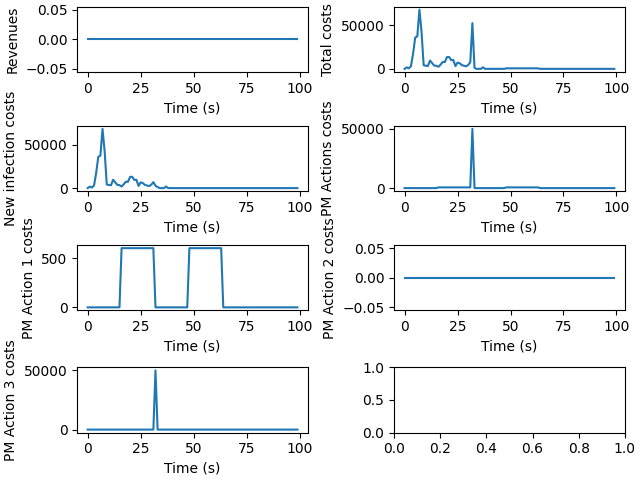 Revenues
0.05
0.00
−0.05
0 25 50 75 100
Time (s)
Total costs
50000
0
0 25 50 75 100
Time (s)
New infection costs
50000
0
0 25 50 75 100
Time (s)
PM Actions costs
50000
0
0 25 50 75 100
Time (s)
PM Action 1 costs
500
0
0 25 50 75 100
Time (s)
PM Action 2 costs
0.05
0.00
−0.05
0 25 50 75 100
Time (s)
PM Action 3 costs
50000
0
0 25 50 75 100
Time (s)
1.0
0.5
0.0
0.0 0.2 0.4 0.6 0.8 1.0